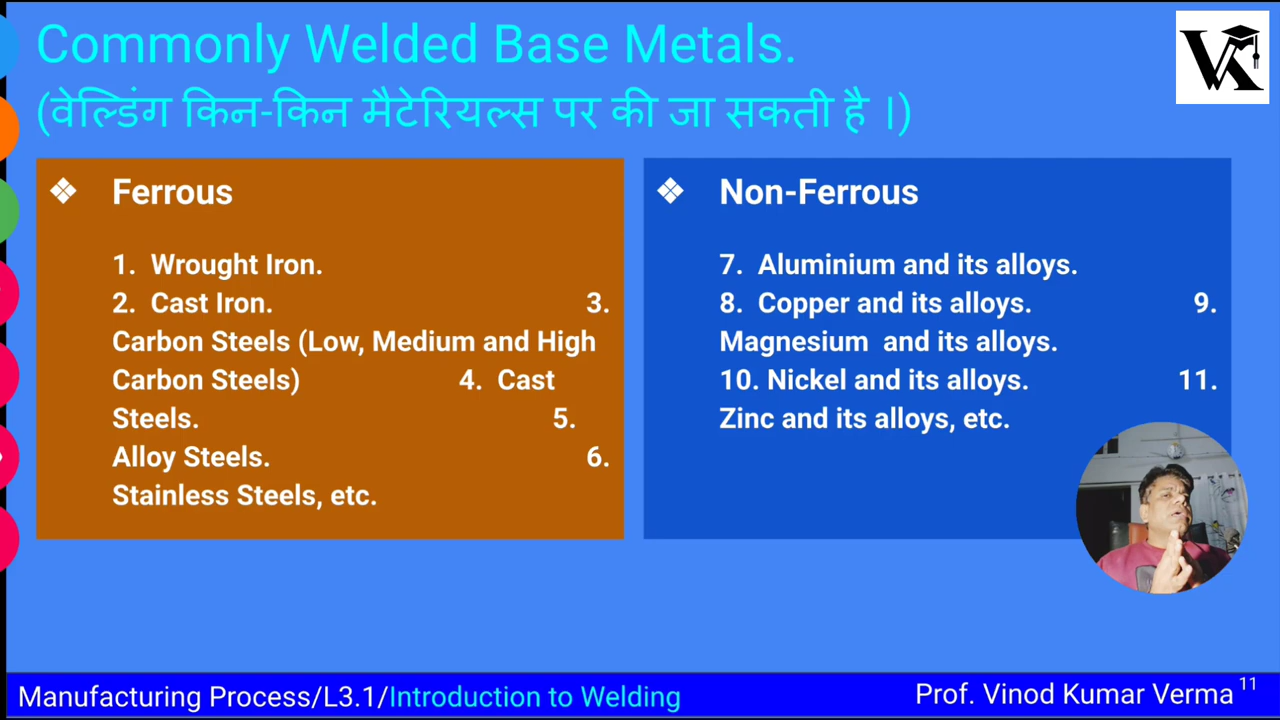 Commonly Welded Base Metals.
(वेल्डिंग किन-किन मैटेरियल्स पर की जा सकती है ।)
VK
❖ Ferrous
1. Wrought Iron.
2. Cast Iron. 3.
Carbon Steels (Low, Medium and High
Carbon Steels) 4. Cast
Steels. 5.
Alloy Steels. 6.
Stainless Steels, etc.
❖ Non-Ferrous
7. Aluminium and its alloys.
8. Copper and its alloys. 9.
Magnesium and its alloys.
10. Nickel and its alloys. 11.
Zinc and its alloys, etc.
Manufacturing Process/L3.1/Introduction to Welding
Prof. Vinod Kumar Verma 11